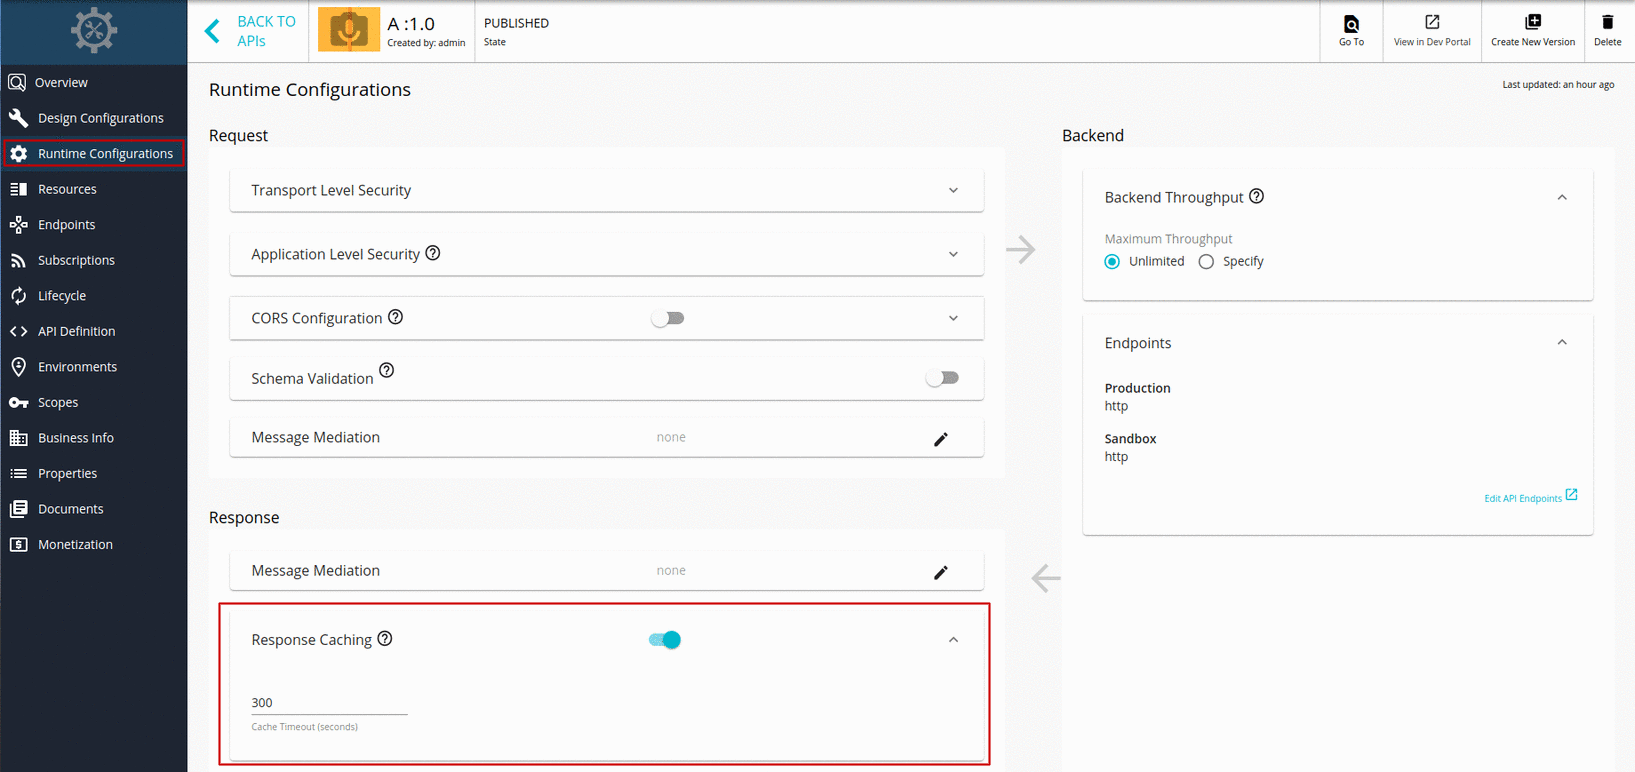 BACK TO
APIs
A :1.0
Created by: admin
PUBLISHED
State
Go To
View in Dev Portal
Create New Version
Delete
Overview
Design Configurations
Runtime Configurations
Resources
Endpoints
Subscriptions
Lifecycle
API Definition
Environments
Scopes
Business Info
Properties
Documents
Monetization
Runtime Configurations
Last updated: an hour ago
Request
Transport Level Security
Application Level Security
CORS Configuration
Schema Validation
Message Mediation none
Response
Message Mediation none
Response Caching
300
Cache Timeout (seconds)
Backend
Backend Throughput
Maximum Throughput
Unlimited Specify
Endpoints
Production
http
Sandbox
http
Edit API Endpoints